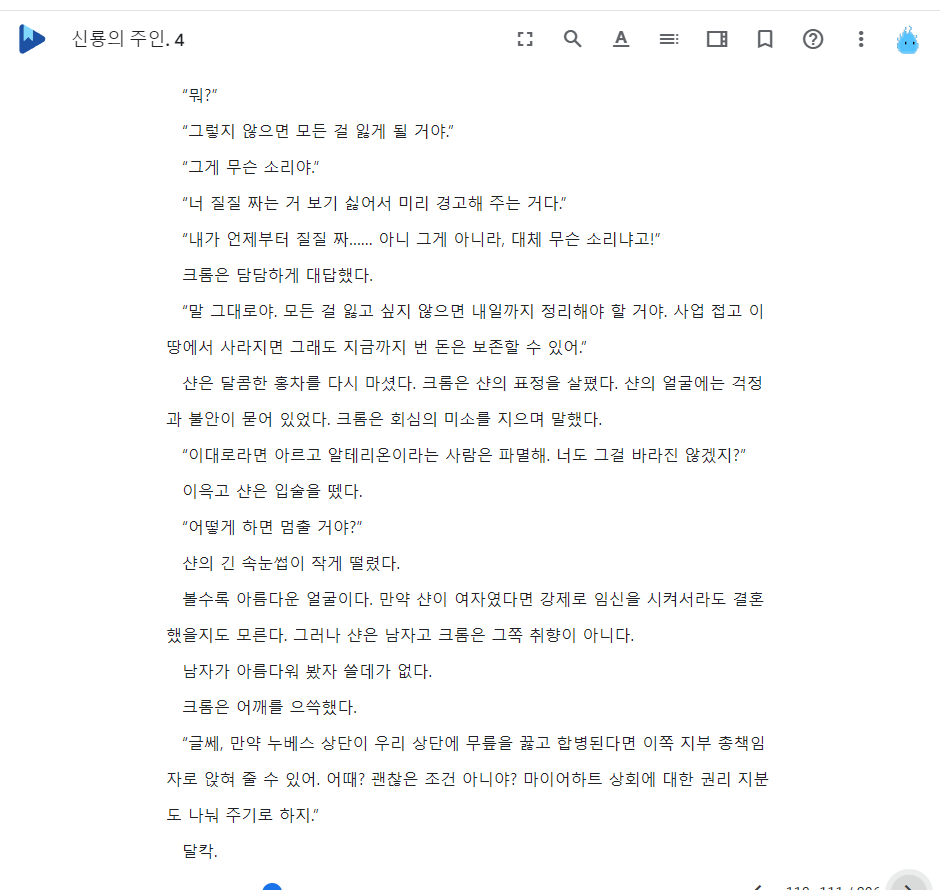 신룡의 주인. 4
“뭐?”
“그렇지 않으면 모든 걸 잃게 될 거야.”
“그게 무슨 소리야.”
“너 질질 짜는 거 보기 싫어서 미리 경고해 주는 거다.”
“내가 언제부터 질질 짜...... 아니 그게 아니라, 대체 무슨 소리냐고!”
크롬은 담담하게 대답했다.
“말 그대로야. 모든 걸 잃고 싶지 않으면 내일까지 정리해야 할 거야. 사업 접고 이
땅에서 사라지면 그래도 지금까지 번 돈은 보존할 수 있어.”
샨은 달콤한 홍차를 다시 마셨다. 크롬은 샨의 표정을 살폈다. 샨의 얼굴에는 걱정
과 불안이 묻어 있었다. 크롬은 회심의 미소를 지으며 말했다.
“이대로라면 아르고 알테리온이라는 사람은 파멸해. 너도 그걸 바라진 않겠지?”
이윽고 샨은 입술을 뗐다.
“어떻게 하면 멈출 거야?”
샨의 긴 속눈썹이 작게 떨렸다.
볼수록 아름다운 얼굴이다. 만약 샨이 여자였다면 강제로 임신을 시켜서라도 결혼
했을지도 모른다. 그러나 샨은 남자고 크롬은 그쪽 취향이 아니다.
남자가 아름다워 봤자 쓸데가 없다.
크롬은 어깨를 으쓱했다.
“글쎄, 만약 누베스 상단이 우리 상단에 무릎을 꿇고 합병된다면 이쪽 지부 총책임
자로 앉혀 줄 수 있어. 어때? 괜찮은 조건 아니야? 마이어하트 상회에 대한 권리 지분
도 나눠 주기로 하지.”
달칵.